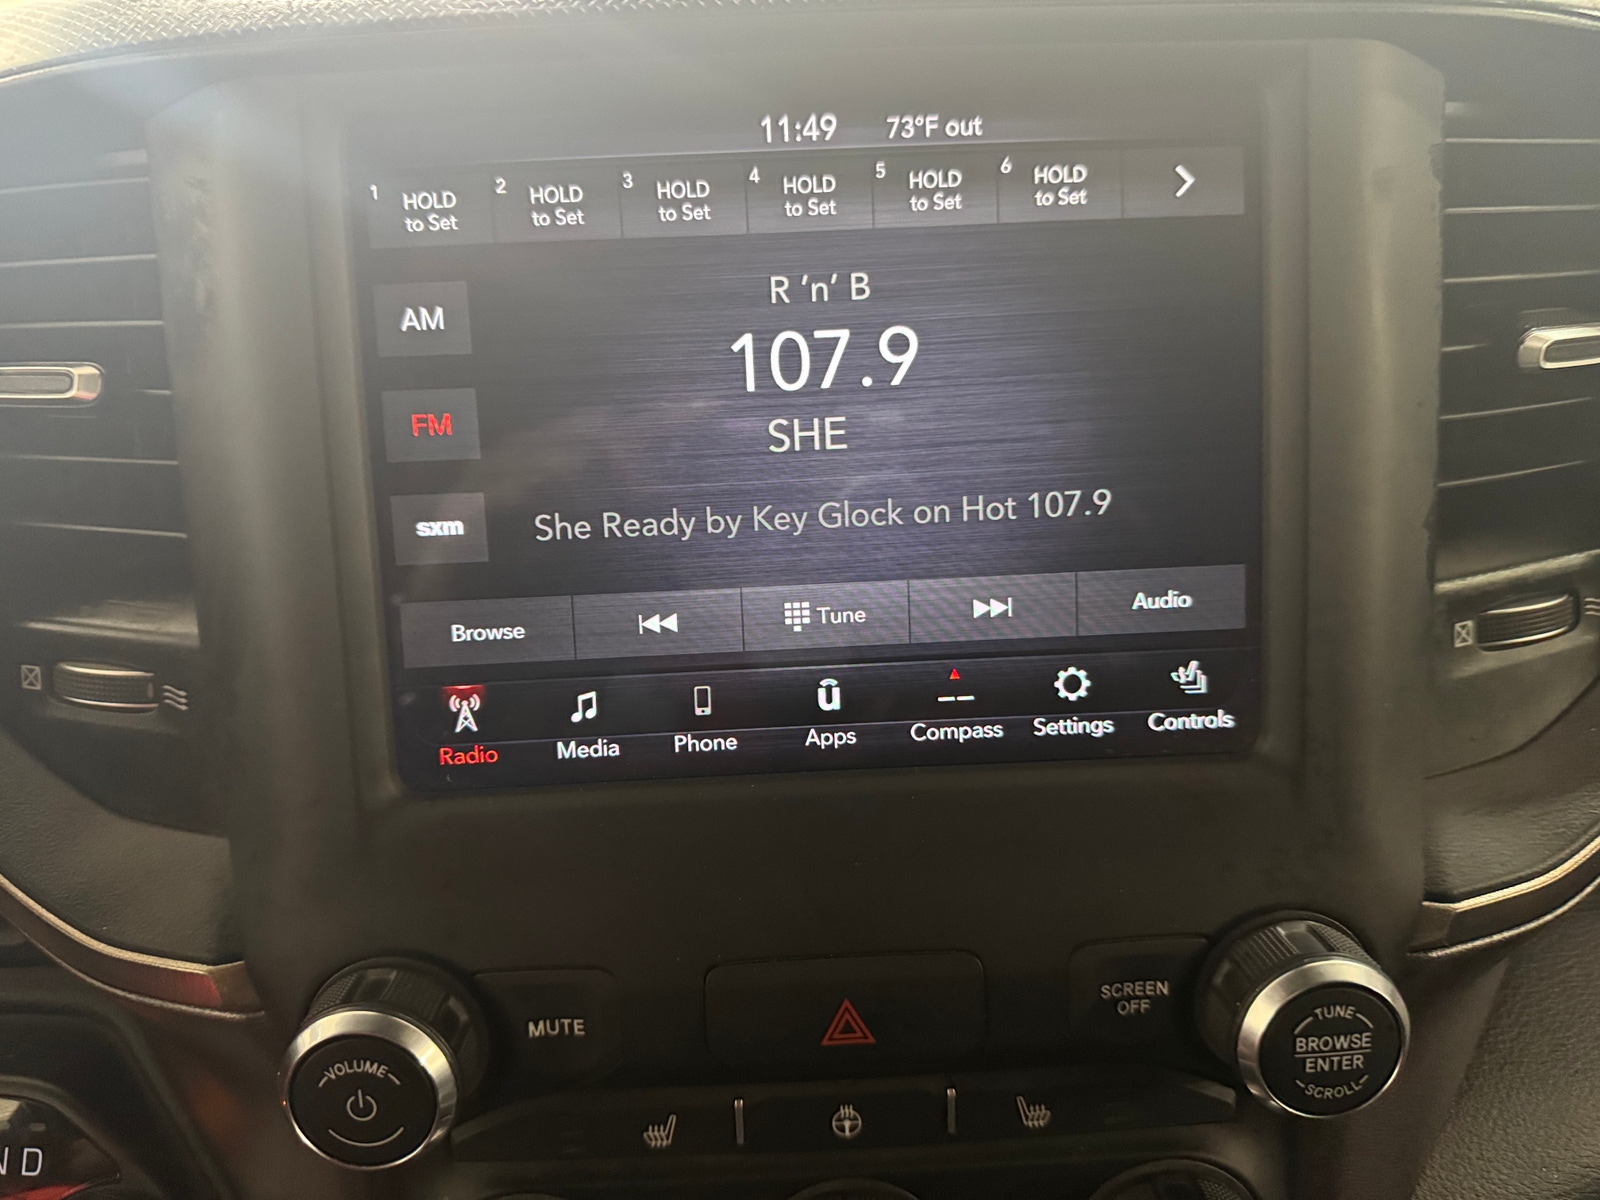 11:49 73°F out
1 HOLD to Set
2 HOLD to Set
3 HOLD to Set
4 HOLD to Set
5 HOLD to Set
6 HOLD to Set
R 'n' B
AM
107.9
FM
SHE
sxm
She Ready by Key Glock on Hot 107.9
Browse
Tune
Audio
Radio
Media
ū
Phone
Apps
Compass
Settings
Controls
MUTE
SCREEN
OFF
VOLUME
TUNE
BROWSE
ENTER
SCROLL
N D